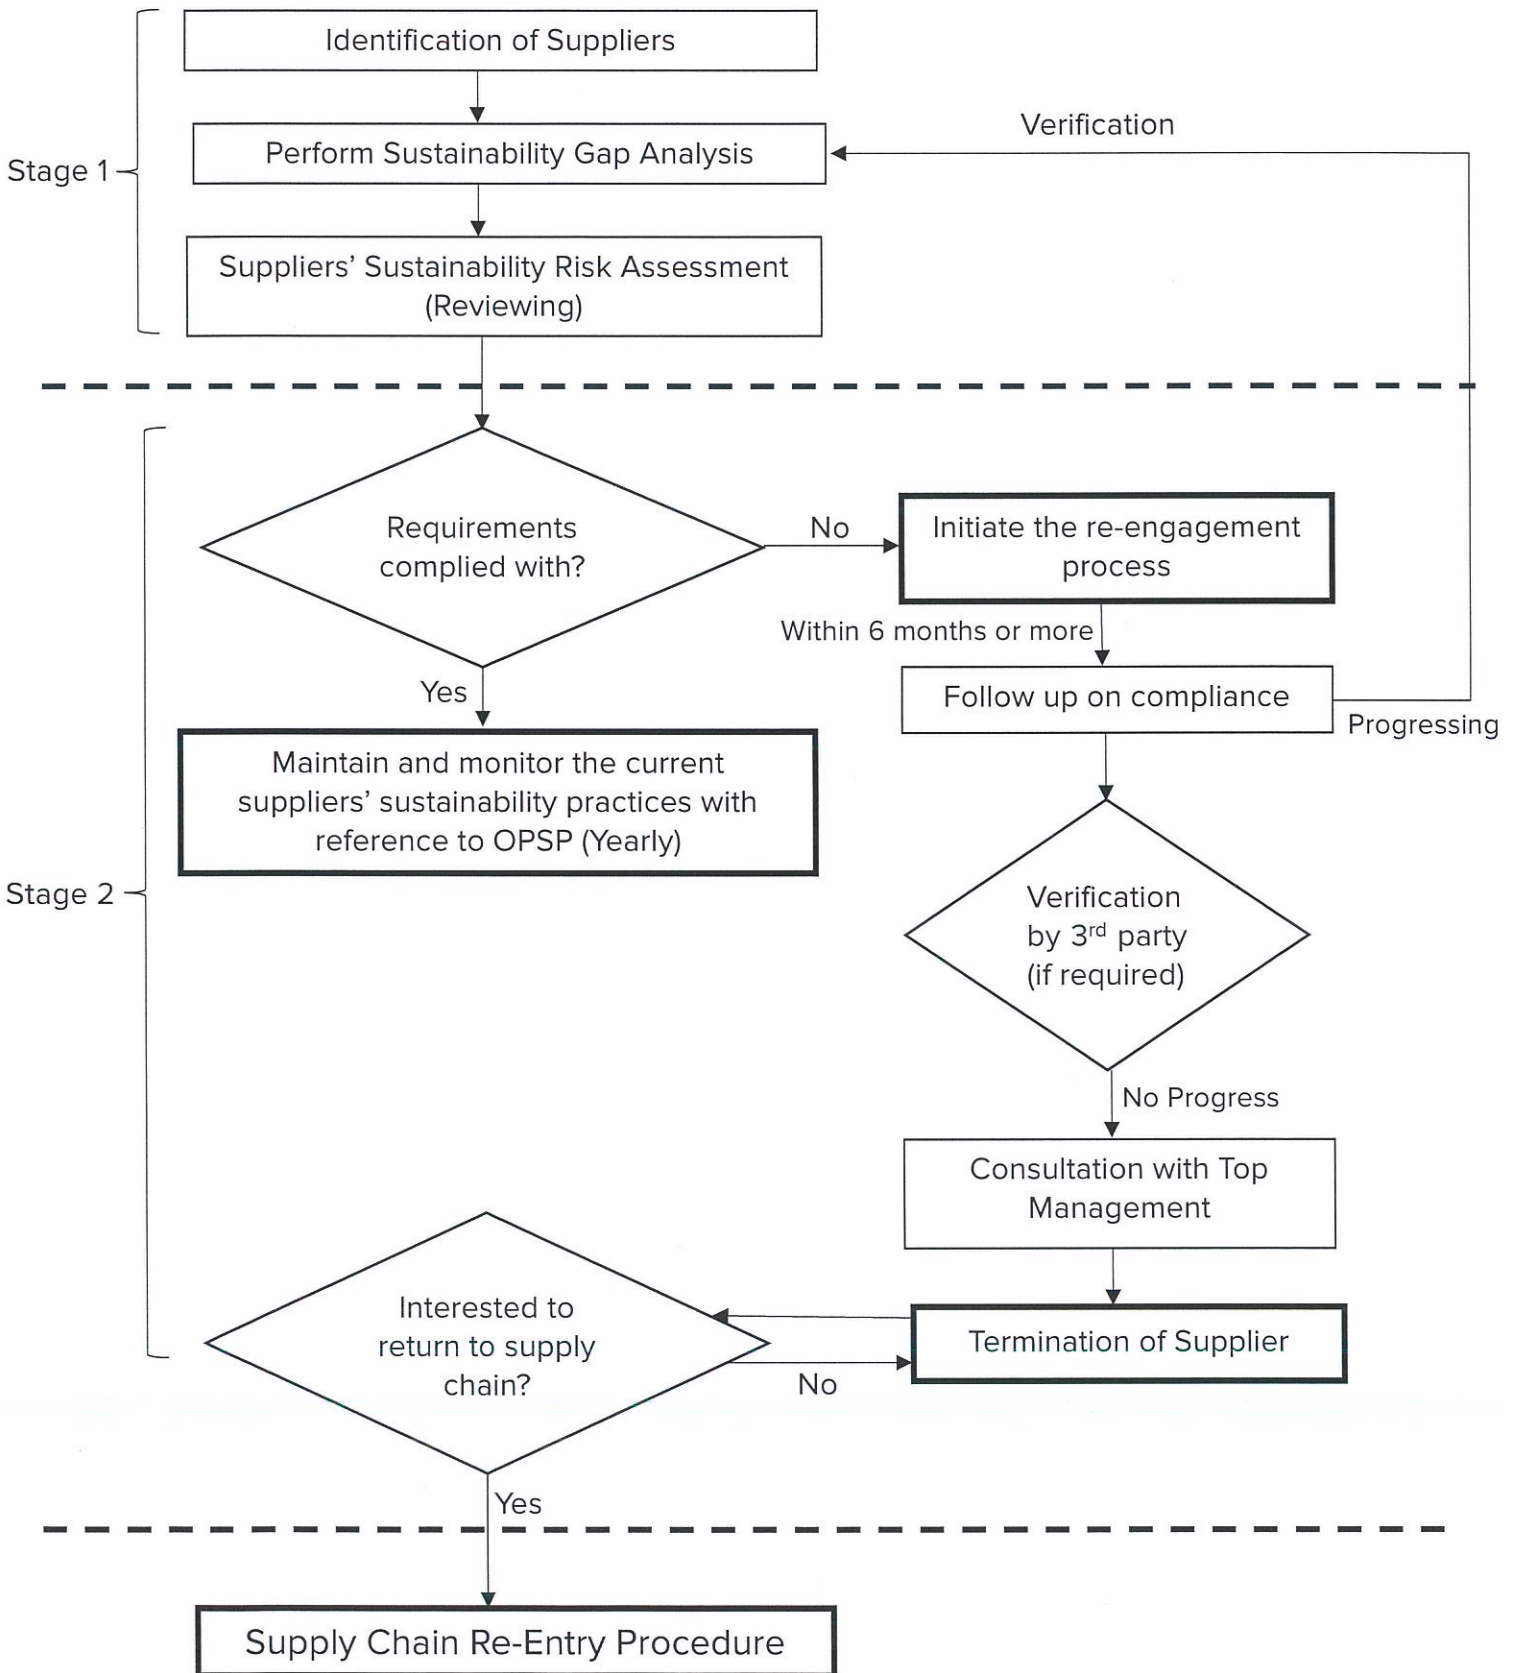 Identification of Suppliers
Verification
Perform Sustainability Gap Analysis
Stage 1
Suppliers’ Sustainability Risk Assessment
(Reviewing)
Requirements
complied with?
No
Initiate the re-engagement
process
Within 6 months or more
Yes
Follow up on compliance
Progressing
Maintain and monitor the current
suppliers’ sustainability practices with
reference to OPSP (Yearly)
Stage 2
Verification
by 3rd party
(if required)
No Progress
Consultation with Top
Management
Interested to
return to supply
chain?
Termination of Supplier
No
Yes
Supply Chain Re-Entry Procedure